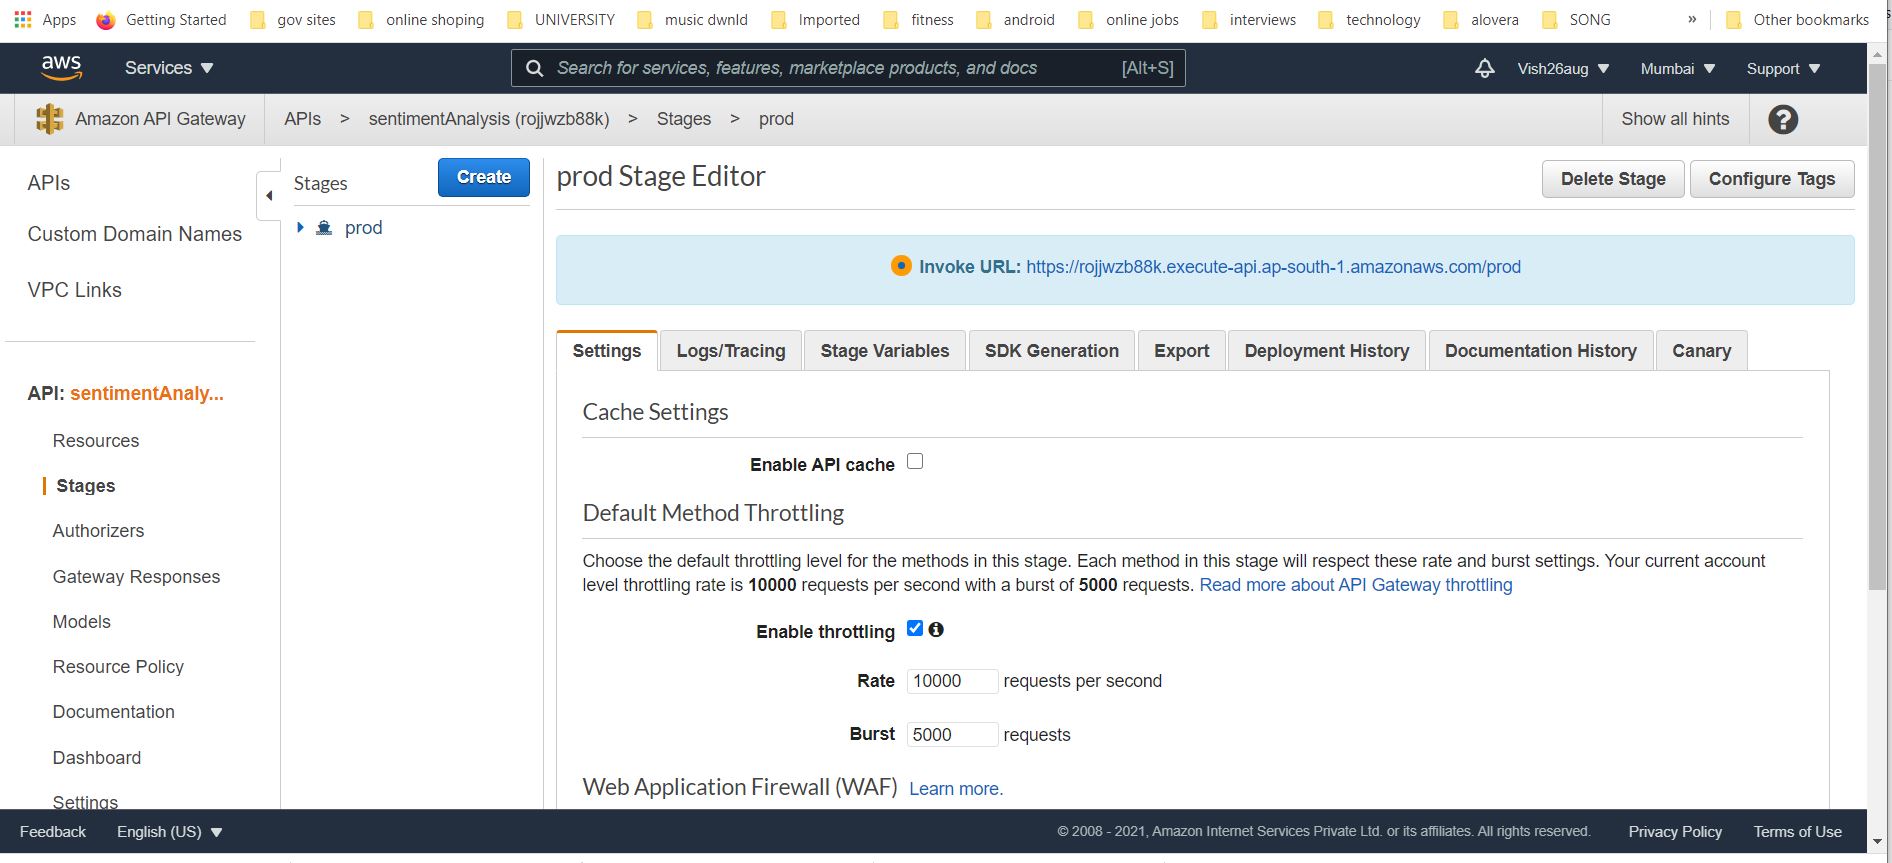 Apps Getting Started gov sites online shoping UNIVERSITY music dwnld Imported fitness android online jobs interviews technology alovera SONG » Other bookmarks
aws Services Search for services, features, marketplace products, and docs [Alt+S] Vish26aug Mumbai Support
Amazon API Gateway APIs > sentimentAnalysis (rojjwzb88k) > Stages > prod Show all hints ?
APIs
Custom Domain Names
VPC Links
API: sentimentAnaly...
Resources
Stages
Authorizers
Gateway Responses
Models
Resource Policy
Documentation
Dashboard
Settings
Stages Create
prod
prod Stage Editor Delete Stage Configure Tags
Invoke URL: https://rojjwzb88k.execute-api.ap-south-1.amazonaws.com/prod
Settings Logs/Tracing Stage Variables SDK Generation Export Deployment History Documentation History Canary
Cache Settings
Enable API cache
Default Method Throttling
Choose the default throttling level for the methods in this stage. Each method in this stage will respect these rate and burst settings. Your current account
level throttling rate is 10000 requests per second with a burst of 5000 requests. Read more about API Gateway throttling
Enable throttling
Rate 10000 requests per second
Burst 5000 requests
Web Application Firewall (WAF) Learn more.
Feedback English (US) © 2008 - 2021, Amazon Internet Services Private Ltd. or its affiliates. All rights reserved. Privacy Policy Terms of Use